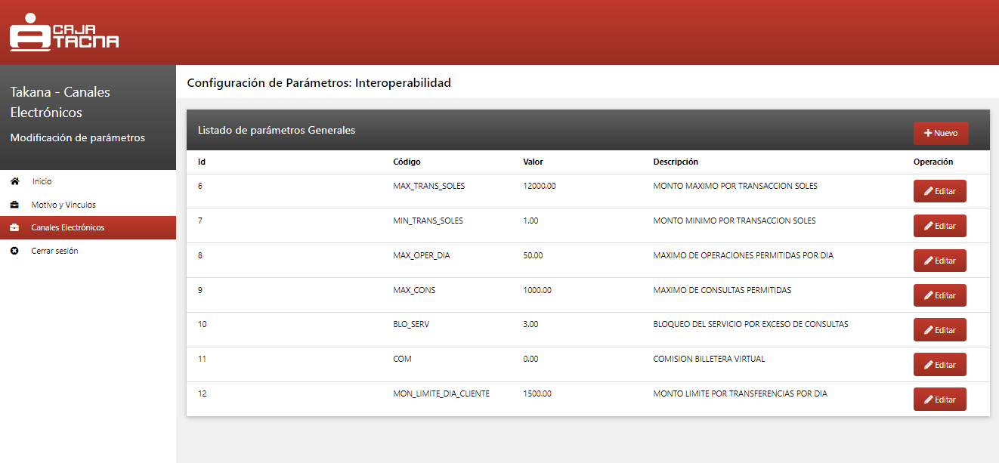 CAJA
TACNA
Takana - Canales
Electrónicos
Modificación de parámetros
Inicio
Motivo y Vinculos
Canales Electrónicos
Cerrar sesión
Configuración de Parámetros: Interoperabilidad
Listado de parámetros Generales
Nuevo
Id Código Valor Descripción Operación
6 MAX_TRANS_SOLES 12000.00 MONTO MAXIMO POR TRANSACCION SOLES Editar
7 MIN_TRANS_SOLES 1.00 MONTO MINIMO POR TRANSACCION SOLES Editar
8 MAX_OPER_DIA 50.00 MAXIMO DE OPERACIONES PERMITIDAS POR DIA Editar
9 MAX_CONS 1000.00 MAXIMO DE CONSULTAS PERMITIDAS Editar
10 BLO_SERV 3.00 BLOQUEO DEL SERVICIO POR EXCESO DE CONSULTAS Editar
11 COM 0.00 COMISION BILLETERA VIRTUAL Editar
12 MON_LIMITE_DIA_CLIENTE 1500.00 MONTO LIMITE POR TRANSFERENCIAS POR DIA Editar